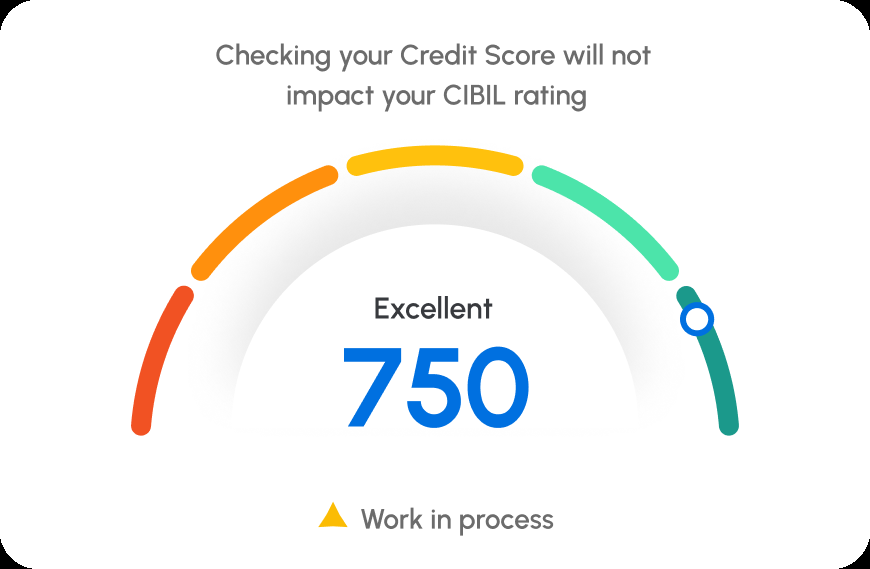 Checking your Credit Score will not
impact your CIBIL rating
Excellent
750
Work in process